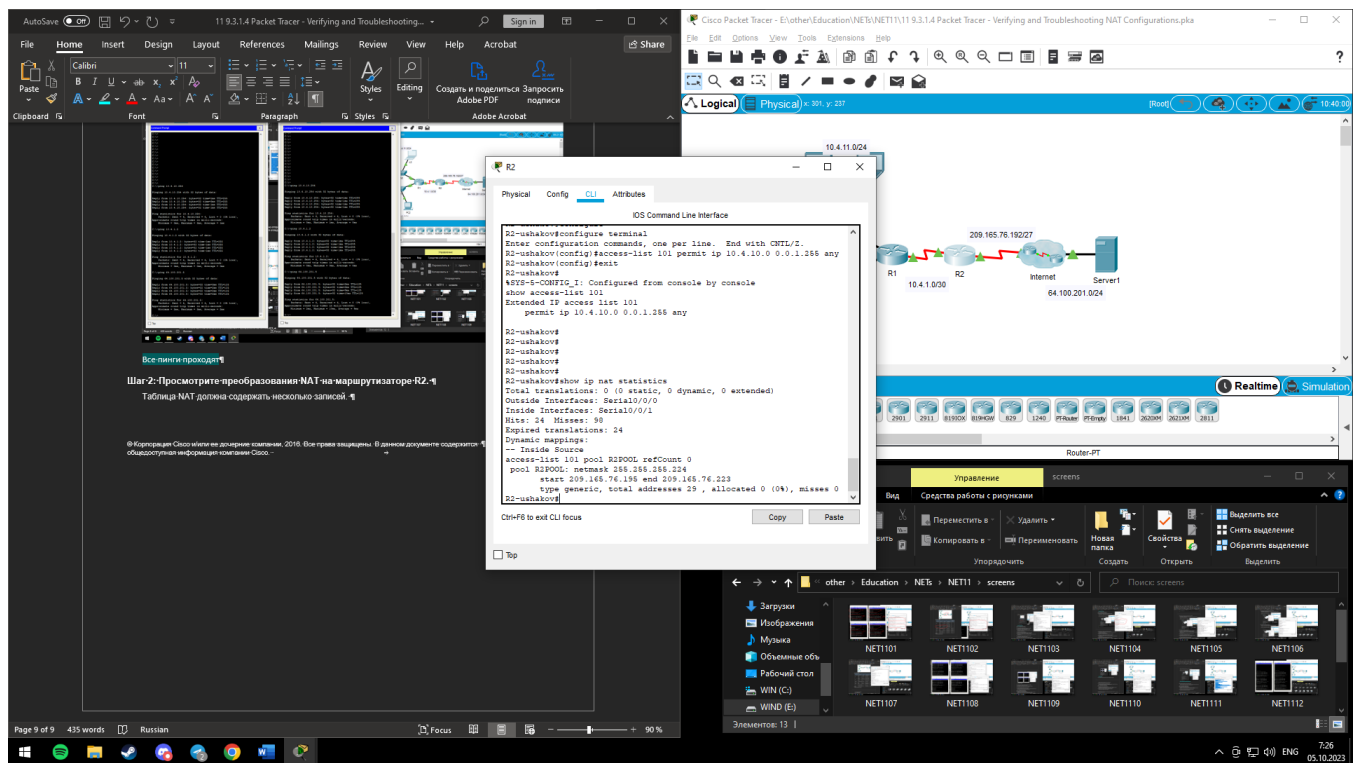 AutoSave Off
11 9.3.1.4 Packet Tracer - Verifying and Troubleshooting...
Sign in
File Home Insert Design Layout References Mailings Review View Help Acrobat
Share
Paste
Calibri 11
Styles
Editing
Создать и поделиться Adobe PDF
Запросить подписи
Clipboard Font Paragraph Styles Adobe Acrobat
Все·пинги·проходят¶
Шаг·2:·Просмотрите·преобразования·NAT·на·маршрутизаторе·R2.·¶
Таблица·NAT·должна·содержать·несколько·записей.·¶
©·Корпорация·Cisco·и/или·ее·дочерние·компании,·2016.·Все·права·защищены.·В·данном·документе·содержится·
общедоступная·информация·компании·Cisco.·
Page 9 of 9 435 words Russian Focus 90 %
Cisco Packet Tracer - E:\other\Education\NETs\NET11\11 9.3.1.4 Packet Tracer - Verifying and Troubleshooting NAT Configurations.pka
File Edit Options View Tools Extensions Help
Logical Physical x: 301, y: 237 [Root] 10:40:00
10.4.11.0/24
209.165.76.192/27
R1
R2
Internet
Server1
10.4.1.0/30
64.100.201.0/24
Realtime Simulation
2901 2911 819IOX 819HGW 829 1240 PT-Router PT-Empty 1841 2620XM 2621XM 2811
Router-PT
R2
Physical Config CLI Attributes
IOS Command Line Interface
R2-ushakov#configure terminal
Enter configuration commands, one per line. End with CNTL/Z.
R2-ushakov(config)#access-list 101 permit ip 10.4.10.0 0.0.1.255 any
R2-ushakov(config)#exit
R2-ushakov#
%SYS-5-CONFIG_I: Configured from console by console
show access-list 101
Extended IP access list 101
permit ip 10.4.10.0 0.0.1.255 any
R2-ushakov#
R2-ushakov#
R2-ushakov#
R2-ushakov#
R2-ushakov#show ip nat statistics
Total translations: 0 (0 static, 0 dynamic, 0 extended)
Outside Interfaces: Serial0/0/0
Inside Interfaces: Serial0/0/1
Hits: 24 Misses: 98
Expired translations: 24
Dynamic mappings:
-- Inside Source
access-list 101 pool R2POOL refCount 0
pool R2POOL: netmask 255.255.255.224
start 209.165.76.195 end 209.165.76.223
type generic, total addresses 29 , allocated 0 (0%), misses 0
R2-ushakov#
Ctrl+F6 to exit CLI focus
Copy Paste
Top
Управление screens
Вид Средства работы с рисунками
Переместить в
Удалить
Копировать в
Переименовать
Новая папка
Свойства
Выделить все
Снять выделение
Обратить выделение
Упорядочить Создать Открыть Выделить
other › Education › NETs › NET11 › screens
Поиск: screens
Загрузки
Изображения
Музыка
Объемные объ
Рабочий стол
WIN (C:)
WIND (E:)
NET1101 NET1102 NET1103 NET1104 NET1105 NET1106
NET1107 NET1108 NET1109 NET1110 NET1111 NET1112
Элементов: 13
ENG
7:26
05.10.2023